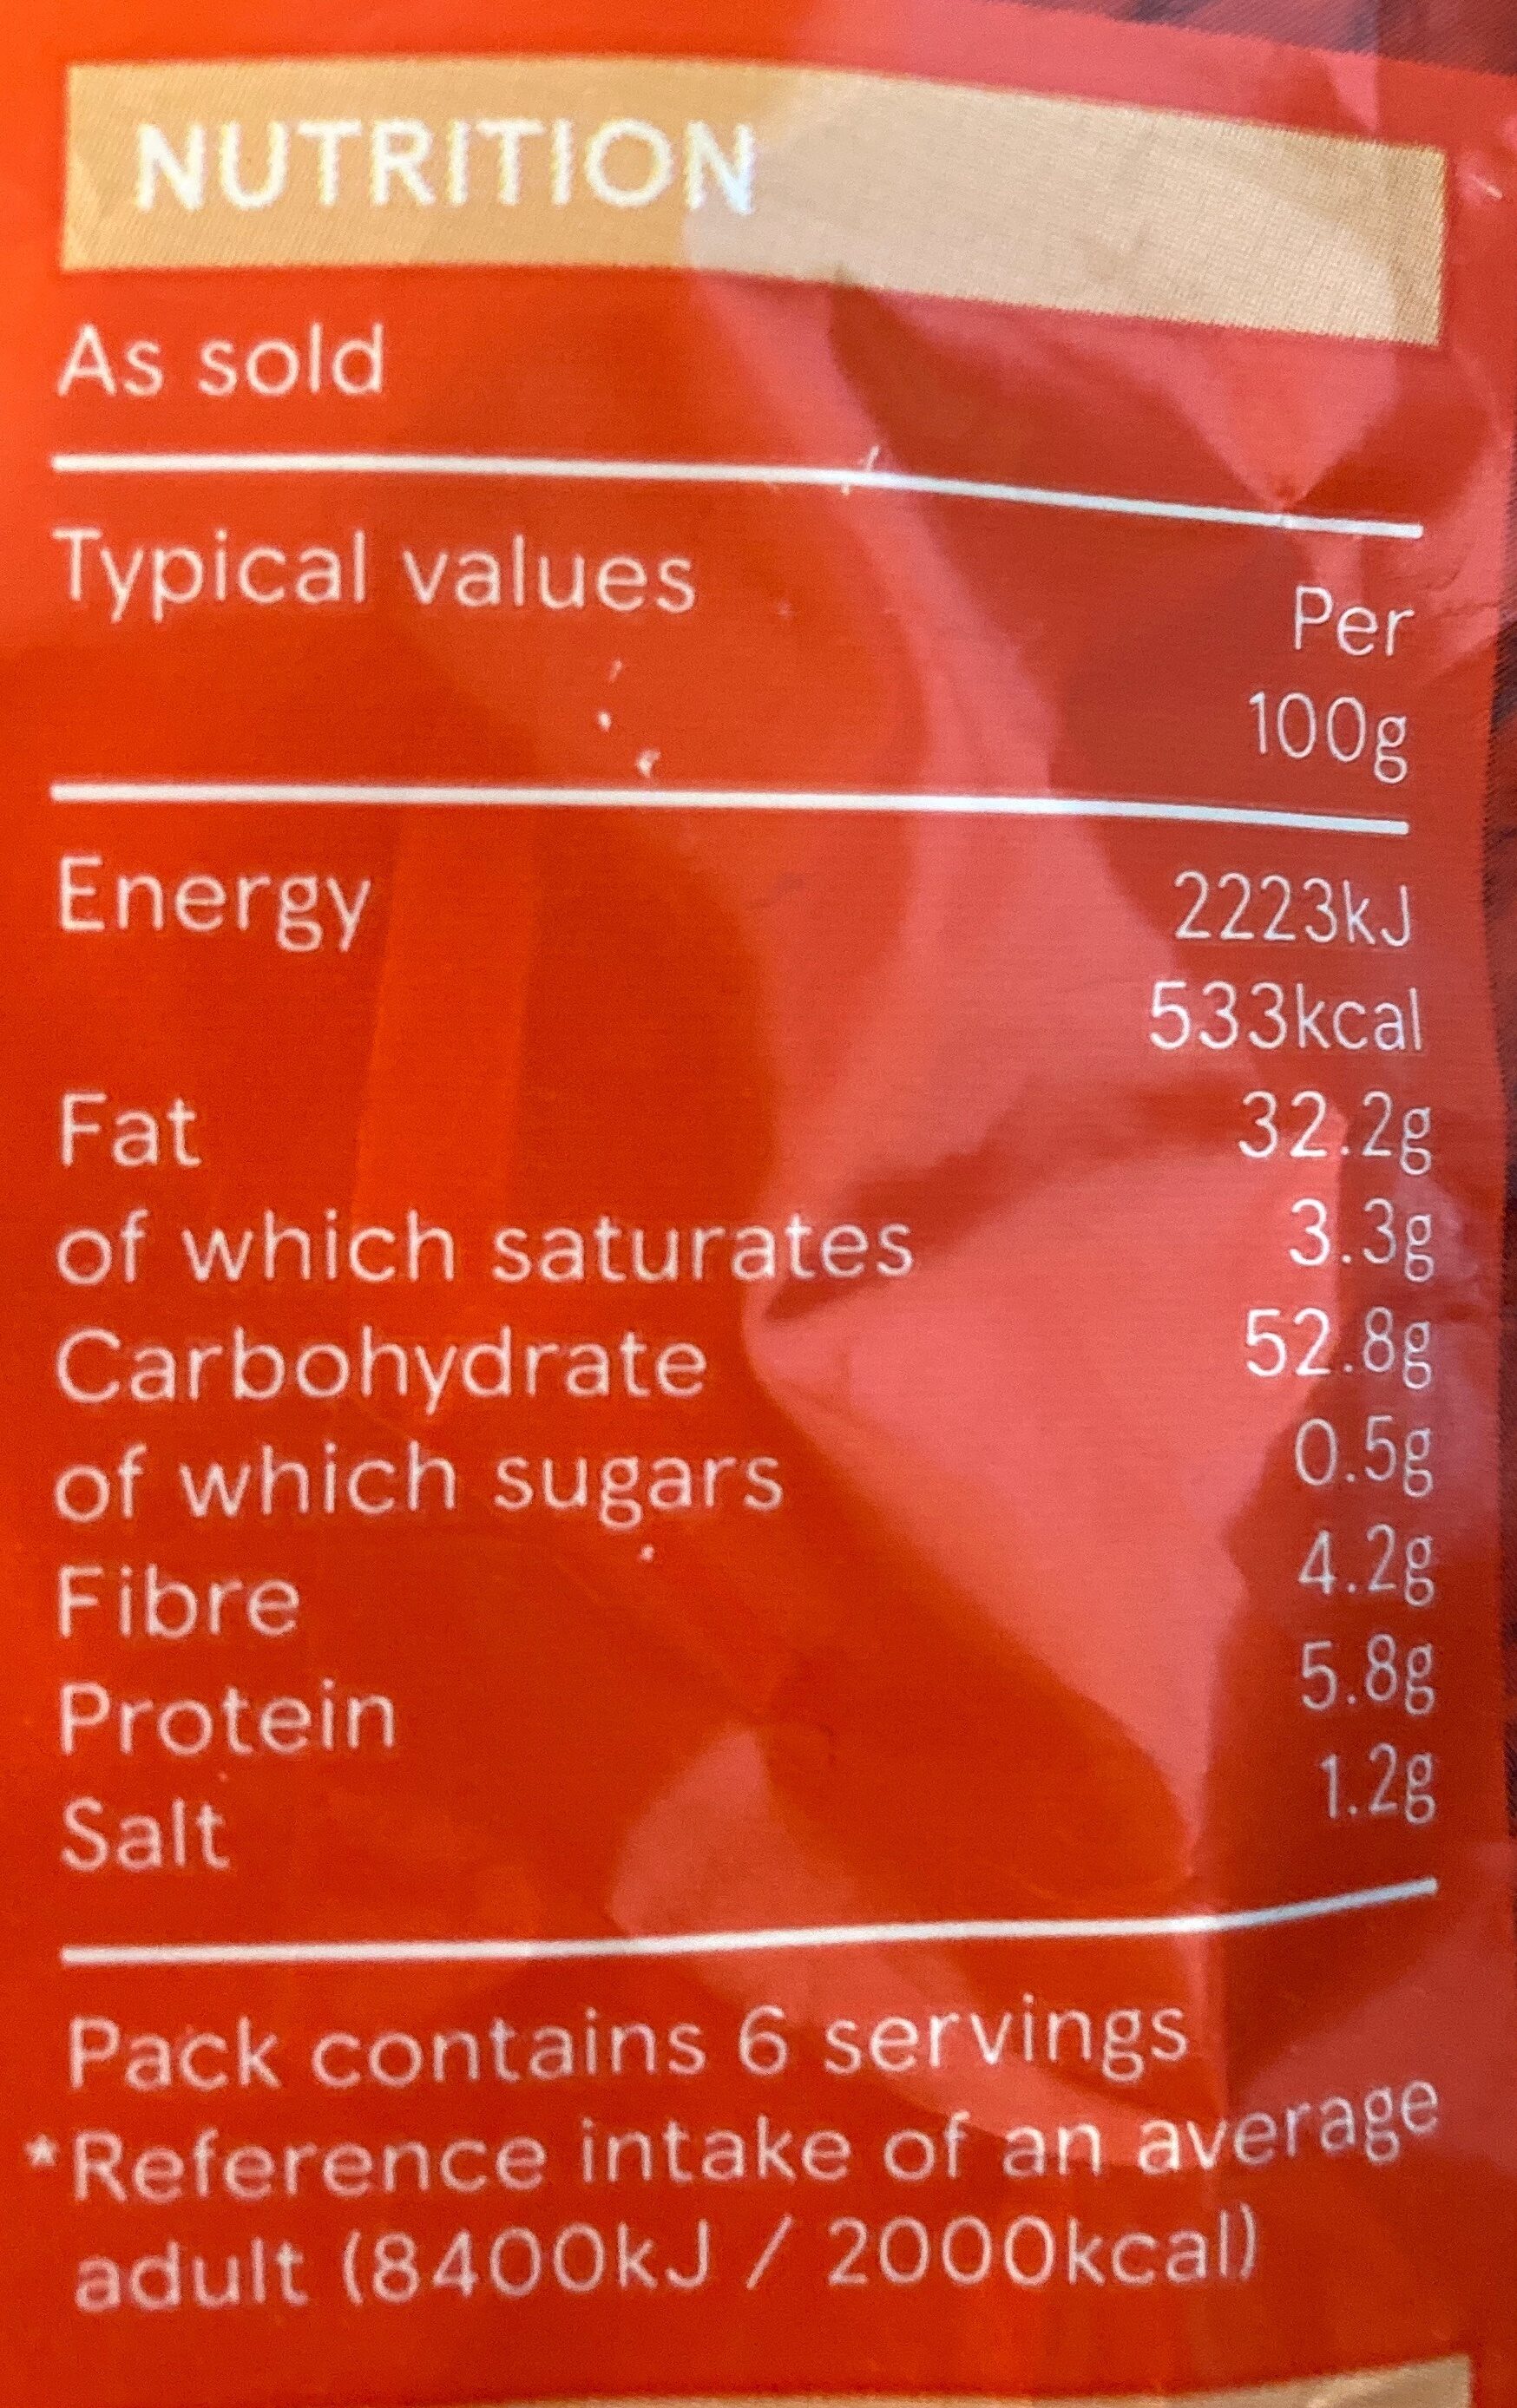 NUTRITION
As sold
Typical values Per
100g
Energy 2223kJ
533kcal
Fat 32.2g
of which saturates 3.3g
Carbohydrate 52.8g
of which sugars 0.5g
Fibre 4.2g
Protein 5.8g
Salt 1.2g
Pack contains 6 servings
*Reference intake of an average
adult (8400kJ / 2000kcal)